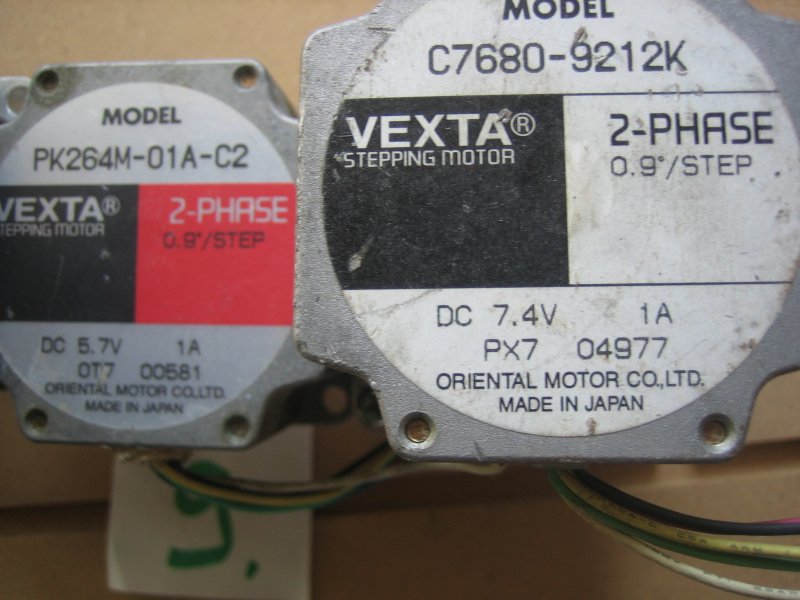 MODEL
PK264M-01A-C2
VEXTA®
STEPPING MOTOR
2-PHASE
0.9°/STEP
DC 5.7V 1A
0T7 00581
ORIENTAL MOTOR CO.,LTD.
MADE IN JAPAN
MODEL
C7680-9212K
VEXTA®
STEPPING MOTOR
2-PHASE
0.9°/STEP
DC 7.4V 1A
PX7 04977
ORIENTAL MOTOR CO.,LTD.
MADE IN JAPAN